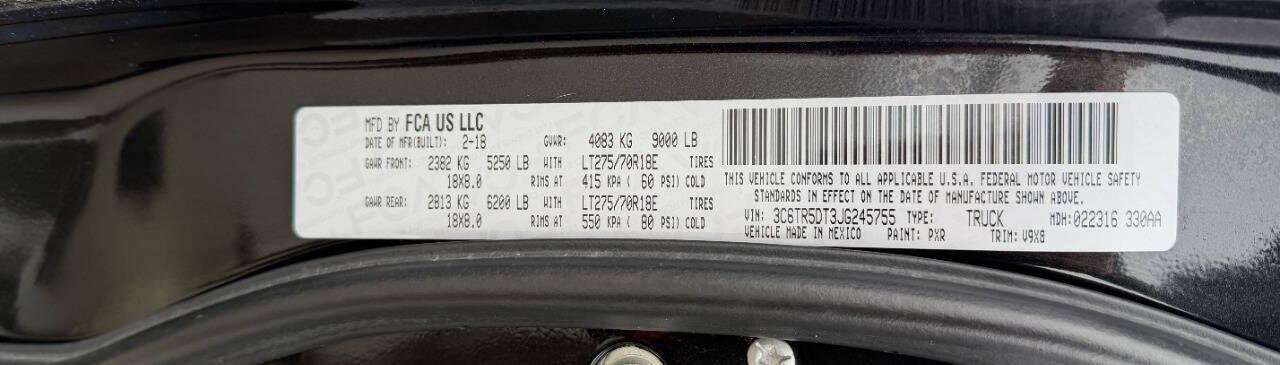 MFD BY FCA US LLC
DATE OF MFR(BUILT): 2-18 GVWR: 4083 KG 9000 LB
GAWR FRONT: 2382 KG 5250 LB WITH LT275/70R18E TIRES
18X8.0 RIMS AT 415 KPA ( 60 PSI) COLD
GAWR REAR: 2813 KG 6200 LB WITH LT275/70R18E TIRES
18X8.0 RIMS AT 550 KPA ( 80 PSI) COLD
THIS VEHICLE CONFORMS TO ALL APPLICABLE U.S.A. FEDERAL MOTOR VEHICLE SAFETY
STANDARDS IN EFFECT ON THE DATE OF MANUFACTURE SHOWN ABOVE.
VIN: 3C6TR5DT3JG245755 TYPE: TRUCK MDH:022316 330AA
VEHICLE MADE IN MEXICO PAINT: PXR TRIM: V9X8